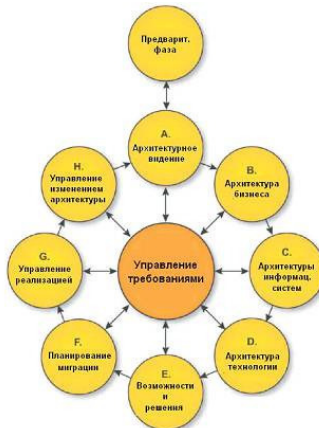 Предварит.
фаза
A.
Архитектурное
видение
B.
Архитектура
бизнеса
C.
Архитектуры
информац.
систем
D.
Архитектура
технологии
E.
Возможности
и
решения
F.
Планирование
миграции
G.
Управление
реализацией
H.
Управление
изменением
архитектуры
Управление
требованиями